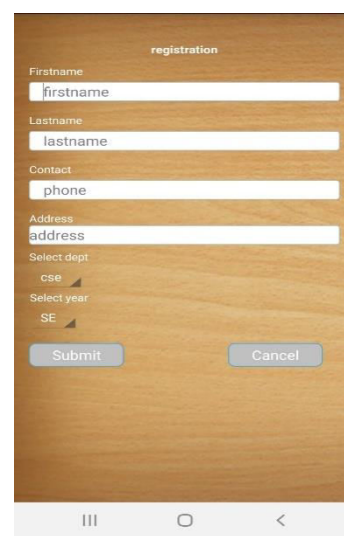 registration
Firstname
firstname
Lastname
lastname
Contact
phone
Address
address
Select dept
cse
Select year
SE
Submit Cancel